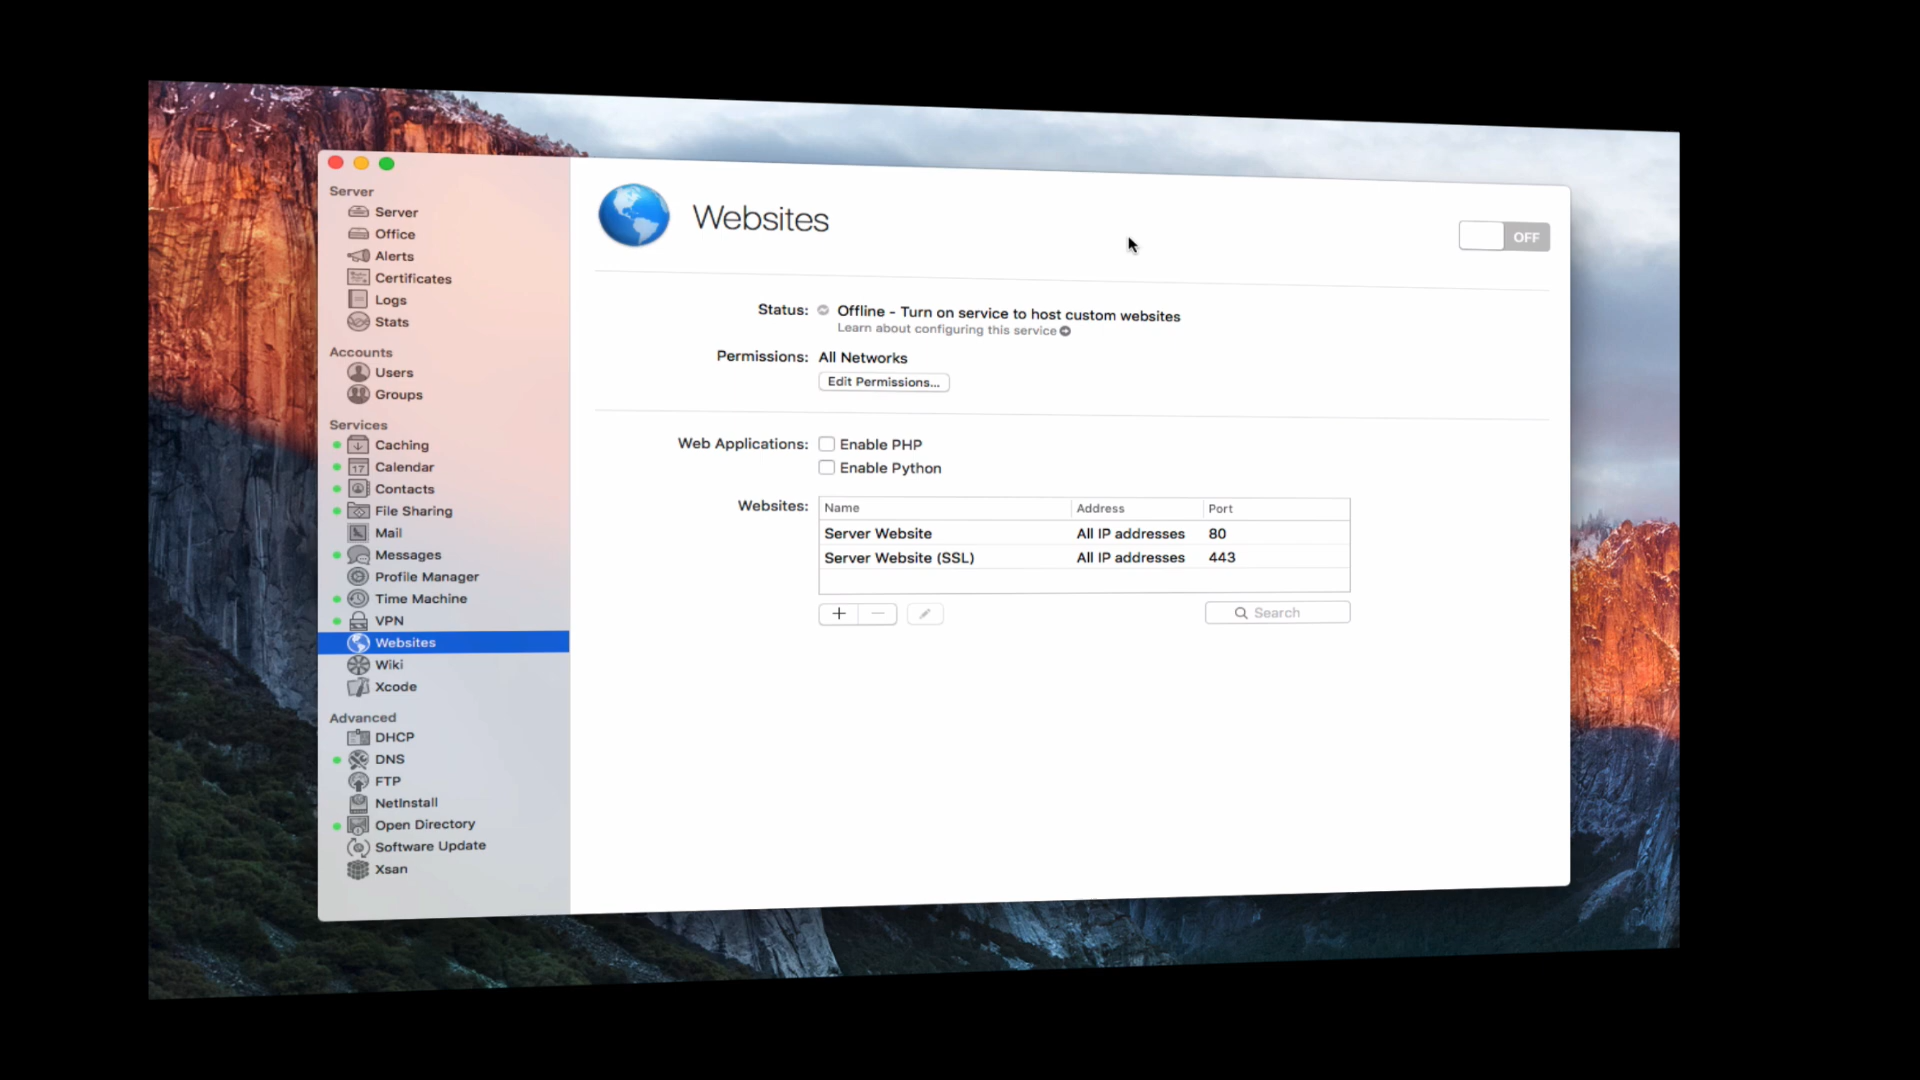 Server
Server
Office
Alerts
Certificates
Logs
Stats
Accounts
Users
Groups
Services
Caching
Calendar
Contacts
File Sharing
Mail
Messages
Profile Manager
Time Machine
VPN
Websites
Wiki
Xcode
Advanced
DHCP
DNS
FTP
NetInstall
Open Directory
Software Update
Xsan
Websites
OFF
Status: Offline - Turn on service to host custom websites
Learn about configuring this service
Permissions: All Networks
Edit Permissions...
Web Applications: Enable PHP
Enable Python
Websites: Name Address Port
Server Website All IP addresses 80
Server Website (SSL) All IP addresses 443
Search